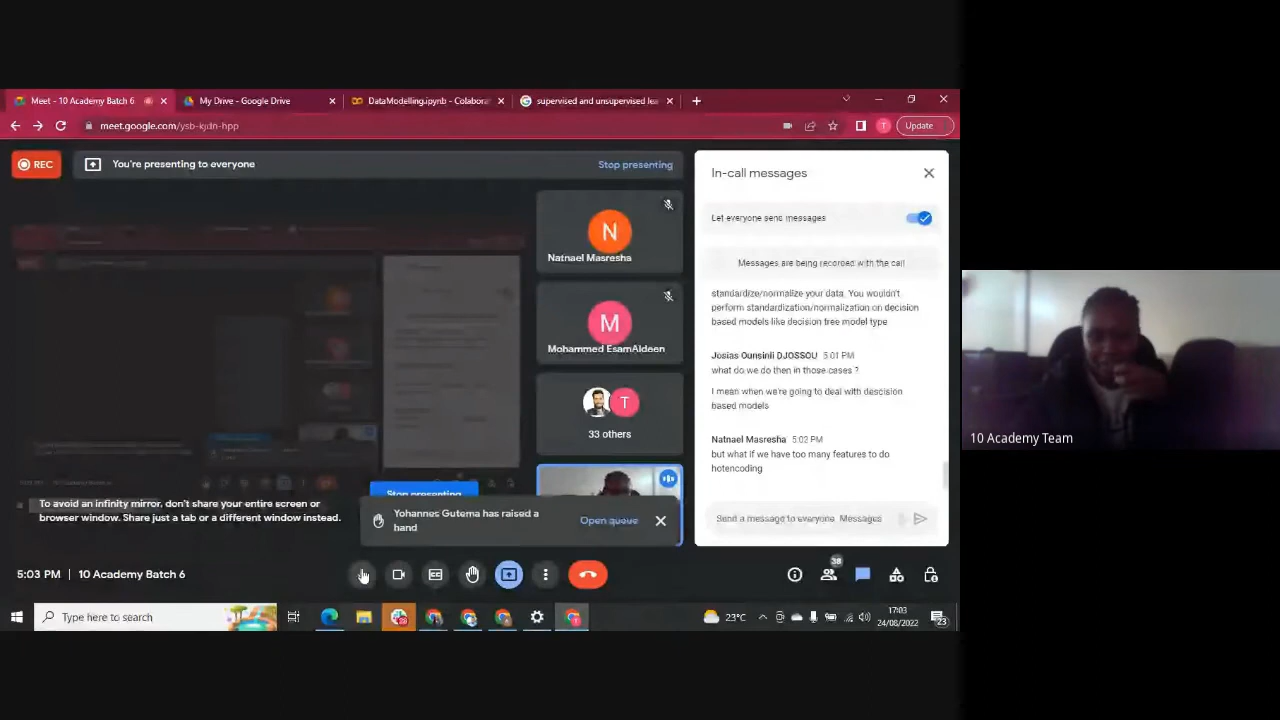 Meet - 10 Academy Batch 6
My Drive - Google Drive
DataModelling.ipynb - Colabora
supervised and unsupervised lea
meet.google.com/ysb-kjdn-hpp
T
Update
REC
You're presenting to everyone
Stop presenting
N
Natnael Masresha
M
Mohammed EsamAldeen
T
33 others
Stop presenting
To avoid an infinity mirror, don't share your entire screen or
browser window. Share just a tab or a different window instead.
Yohannes Gutema has raised a
hand
Open queue
In-call messages
Let everyone send messages
Messages are being recorded with the call
standardize/normalize your data. You wouldn't
perform standardization/normalization on decision
based models like decision tree model type
Josias Ounsinli DJOSSOU 5:01 PM
what do we do then in those cases ?
I mean when we're going to deal with descision
based models
Natnael Masresha 5:02 PM
but what if we have too many features to do
hotencoding
Send a message to everyone. Messages
5:03 PM | 10 Academy Batch 6
38
Type here to search
23°C
17:03
24/08/2022
23
10 Academy Team